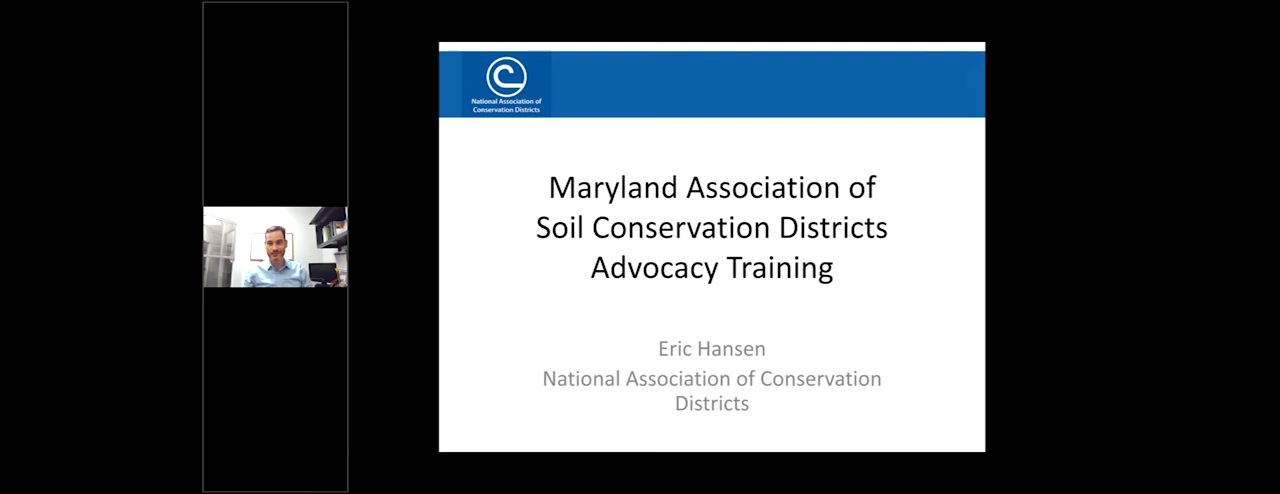 National Association of
Conservation Districts
Maryland Association of
Soil Conservation Districts
Advocacy Training
Eric Hansen
National Association of Conservation
Districts